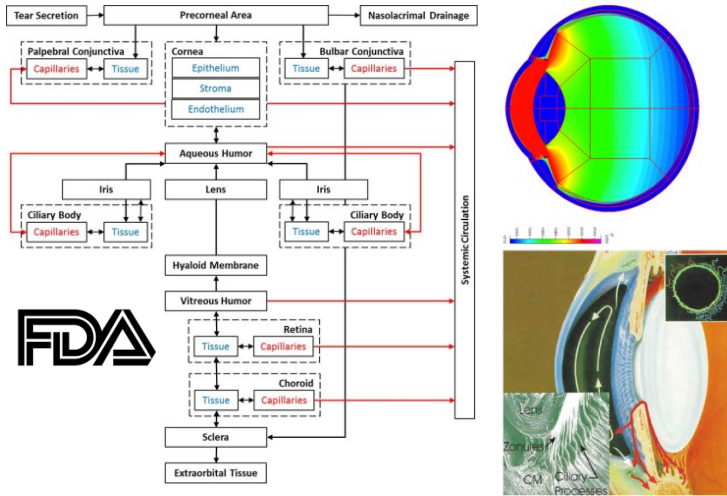 Tear Secretion
Precorneal Area
Nasolacrimal Drainage
Palpebral Conjunctiva
Capillaries
Tissue
Cornea
Epithelium
Stroma
Endothelium
Bulbar Conjunctiva
Tissue
Capillaries
Aqueous Humor
Iris
Lens
Iris
Ciliary Body
Capillaries
Tissue
Ciliary Body
Tissue
Capillaries
Hyaloid Membrane
Vitreous Humor
Retina
Tissue
Capillaries
Choroid
Tissue
Capillaries
Sclera
Extraorbital Tissue
Systemic Circulation
FDA
Lens
Zonules
CM
Ciliary
Processes